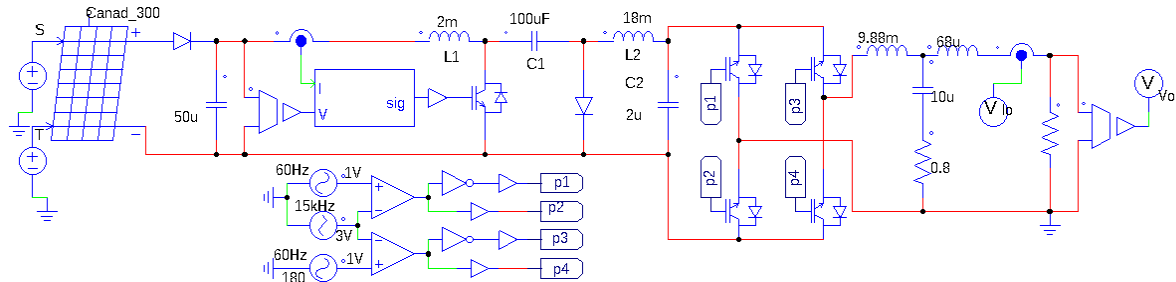 Canad_300
S
+
T
−
50u
I
V
sig
2m
L1
100uF
C1
18m
L2
C2
2u
p1
p3
p2
p4
9.88m
68u
10u
0.8
V
Io
V
Vo
60Hz
1V
15kHz
3V
60Hz
1V
180
p1
p2
p3
p4